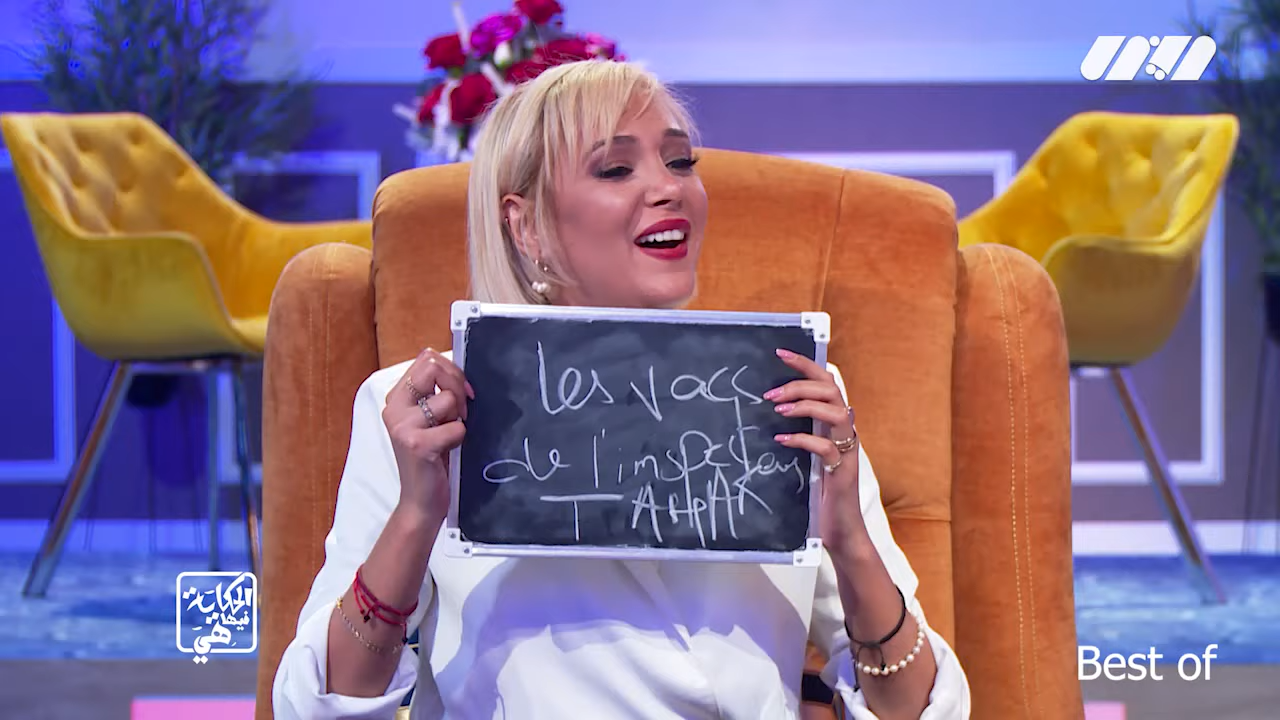 les vacs
de l'inspecteur
TAHAR
الحكاية
فيها
هي
Best of